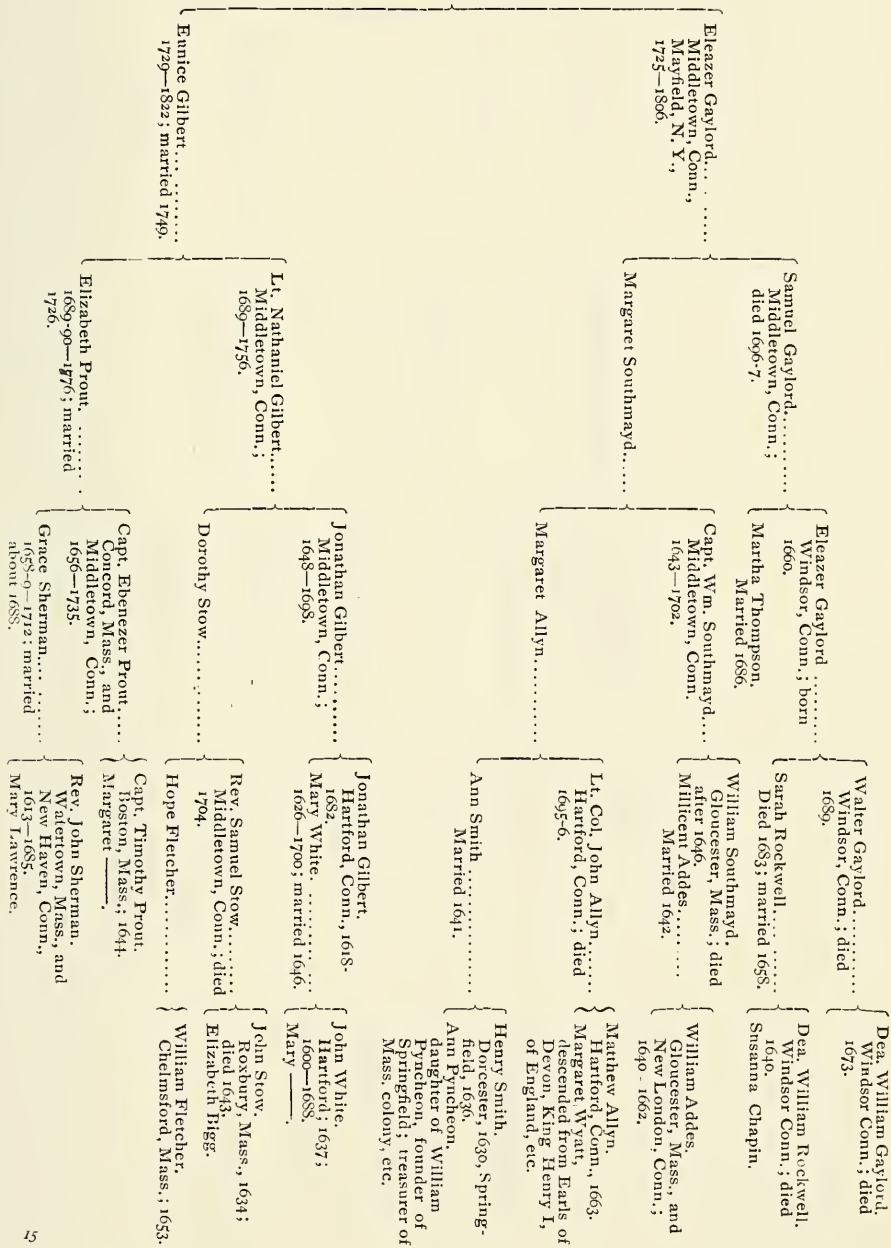 Eleazer Gaylord.... . .....
Middletown, Conn.,
Mayfield, N. Y.,
1725—1806.
Eunice Gilbert... ........
1729—1822; married 1749.
Samuel Gaylord...........
Middletown, Conn.;
died 1696-7.
Margaret Southmayd......
Lt. Nathaniel Gilbert......
Middletown, Conn.;
1689—1756.
Elizabeth Prout. ....... .
1689-90—1776; married
1726.
Eleazer Gaylord .........
Windsor, Conn.; born
1660.
Martha Thompson.
Married 1686.
Capt. Wm. Southmayd....
Middletown, Conn.
1643—1702.
Margaret Allyn...........
Jonathan Gilbert..........
Middletown, Conn.;
1648—1698.
Dorothy Stow.............
Capt. Ebenezer Prout.....
Concord, Mass., and
Middletown, Conn.;
1656—1735.
Grace Sherman.... .......
1658-9—1712; married
about 1688.
Walter Gaylord..........
Windsor, Conn.; died
1689.
Sarah Rockwell.... ......
Died 1683; married 1658.
William Southmayd.
Gloucester, Mass.; died
after 1646.
Millicent Addes..... ....
Married 1642.
Lt. Col. John Allyn.......
Hartford, Conn.; died
1695-6.
Ann Smith ...............
Married 1641.
Jonathan Gilbert.
Hartford, Conn., 1618-
1682.
Mary White. ......... ...
1626—1700; married 1646.
Rev. Samuel Stow........
Middletown, Conn.; died
1704.
Hope Fletcher............
Capt. Timothy Prout.
Boston, Mass.; 1644.
Margaret ———.
Rev. John Sherman.
Watertown, Mass., and
New Haven, Conn.,
1613—1685.
Mary Lawrence.
Dea. William Gaylord.
Windsor Conn.; died
1673.
Dea. William Rockwell.
Windsor Conn.; died
1640.
Susanna Chapin.
William Addes.
Gloucester, Mass., and
New London, Conn.;
1640 - 1662.
Matthew Allyn.
Hartford, Conn., 1663.
Margaret Wyatt,
descended from Earls of
Devon, King Henry I,
of England, etc.
Henry Smith.
Dorcester, 1630, Spring-
field, 1636.
Ann Pyncheon.
daughter of William
Pyncheon, founder of
Springfield; treasurer of
Mass. colony, etc.
John White.
Hartford; 1637;
1600—1688.
Mary ———.
John Stow.
Roxbury, Mass., 1634;
died 1643.
Elizabeth Bigg.
William Fletcher.
Chelmsford, Mass.; 1653.
15